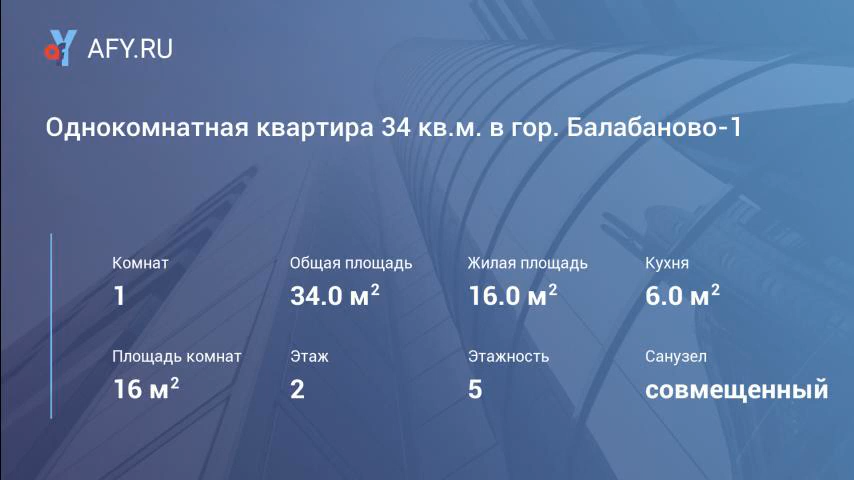 AFY.RU
Однокомнатная квартира 34 кв.м. в гор. Балабаново-1
Комнат
1
Общая площадь
34.0 м²
Жилая площадь
16.0 м²
Кухня
6.0 м²
Площадь комнат
16 м²
Этаж
2
Этажность
5
Санузел
совмещенный